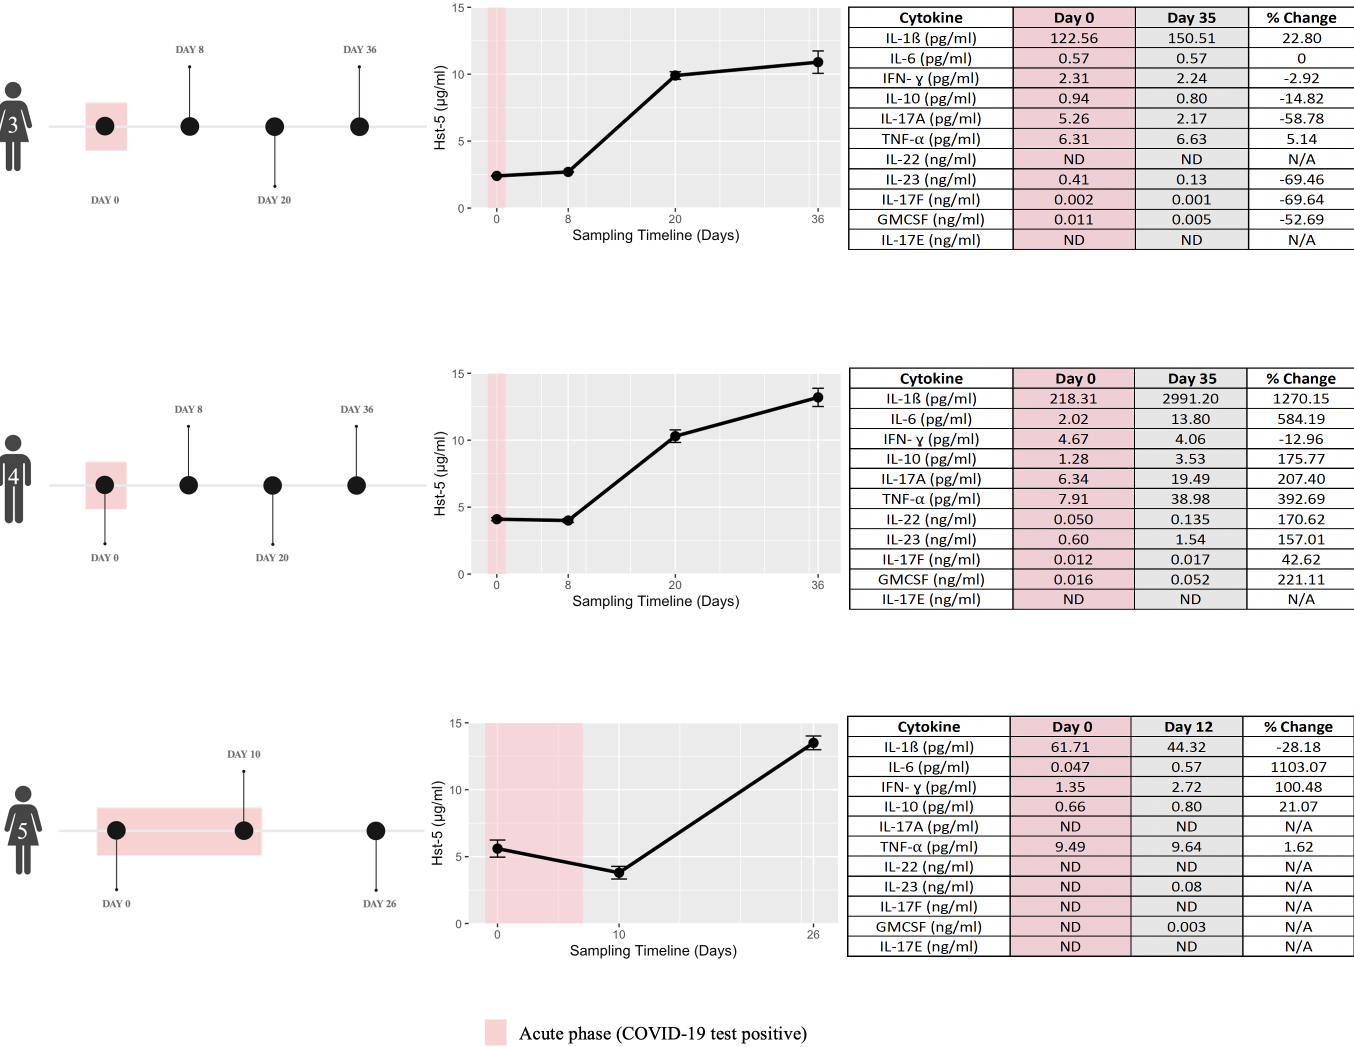 3
DAY 8
DAY 36
DAY 0
DAY 20
15
10
5
0
Hst-5 (µg/ml)
0 8 20 36
Sampling Timeline (Days)
Cytokine Day 0 Day 35 % Change
IL-1ß (pg/ml) 122.56 150.51 22.80
IL-6 (pg/ml) 0.57 0.57 0
IFN- ɣ (pg/ml) 2.31 2.24 -2.92
IL-10 (pg/ml) 0.94 0.80 -14.82
IL-17A (pg/ml) 5.26 2.17 -58.78
TNF-α (pg/ml) 6.31 6.63 5.14
IL-22 (ng/ml) ND ND N/A
IL-23 (ng/ml) 0.41 0.13 -69.46
IL-17F (ng/ml) 0.002 0.001 -69.64
GMCSF (ng/ml) 0.011 0.005 -52.69
IL-17E (ng/ml) ND ND N/A
4
DAY 8
DAY 36
DAY 0
DAY 20
15
10
5
0
Hst-5 (µg/ml)
0 8 20 36
Sampling Timeline (Days)
Cytokine Day 0 Day 35 % Change
IL-1ß (pg/ml) 218.31 2991.20 1270.15
IL-6 (pg/ml) 2.02 13.80 584.19
IFN- ɣ (pg/ml) 4.67 4.06 -12.96
IL-10 (pg/ml) 1.28 3.53 175.77
IL-17A (pg/ml) 6.34 19.49 207.40
TNF-α (pg/ml) 7.91 38.98 392.69
IL-22 (ng/ml) 0.050 0.135 170.62
IL-23 (ng/ml) 0.60 1.54 157.01
IL-17F (ng/ml) 0.012 0.017 42.62
GMCSF (ng/ml) 0.016 0.052 221.11
IL-17E (ng/ml) ND ND N/A
5
DAY 10
DAY 0
DAY 26
15
10
5
0
Hst-5 (µg/ml)
0 10 26
Sampling Timeline (Days)
Cytokine Day 0 Day 12 % Change
IL-1ß (pg/ml) 61.71 44.32 -28.18
IL-6 (pg/ml) 0.047 0.57 1103.07
IFN- ɣ (pg/ml) 1.35 2.72 100.48
IL-10 (pg/ml) 0.66 0.80 21.07
IL-17A (pg/ml) ND ND N/A
TNF-α (pg/ml) 9.49 9.64 1.62
IL-22 (ng/ml) ND ND N/A
IL-23 (ng/ml) ND 0.08 N/A
IL-17F (ng/ml) ND ND N/A
GMCSF (ng/ml) ND 0.003 N/A
IL-17E (ng/ml) ND ND N/A
Acute phase (COVID-19 test positive)